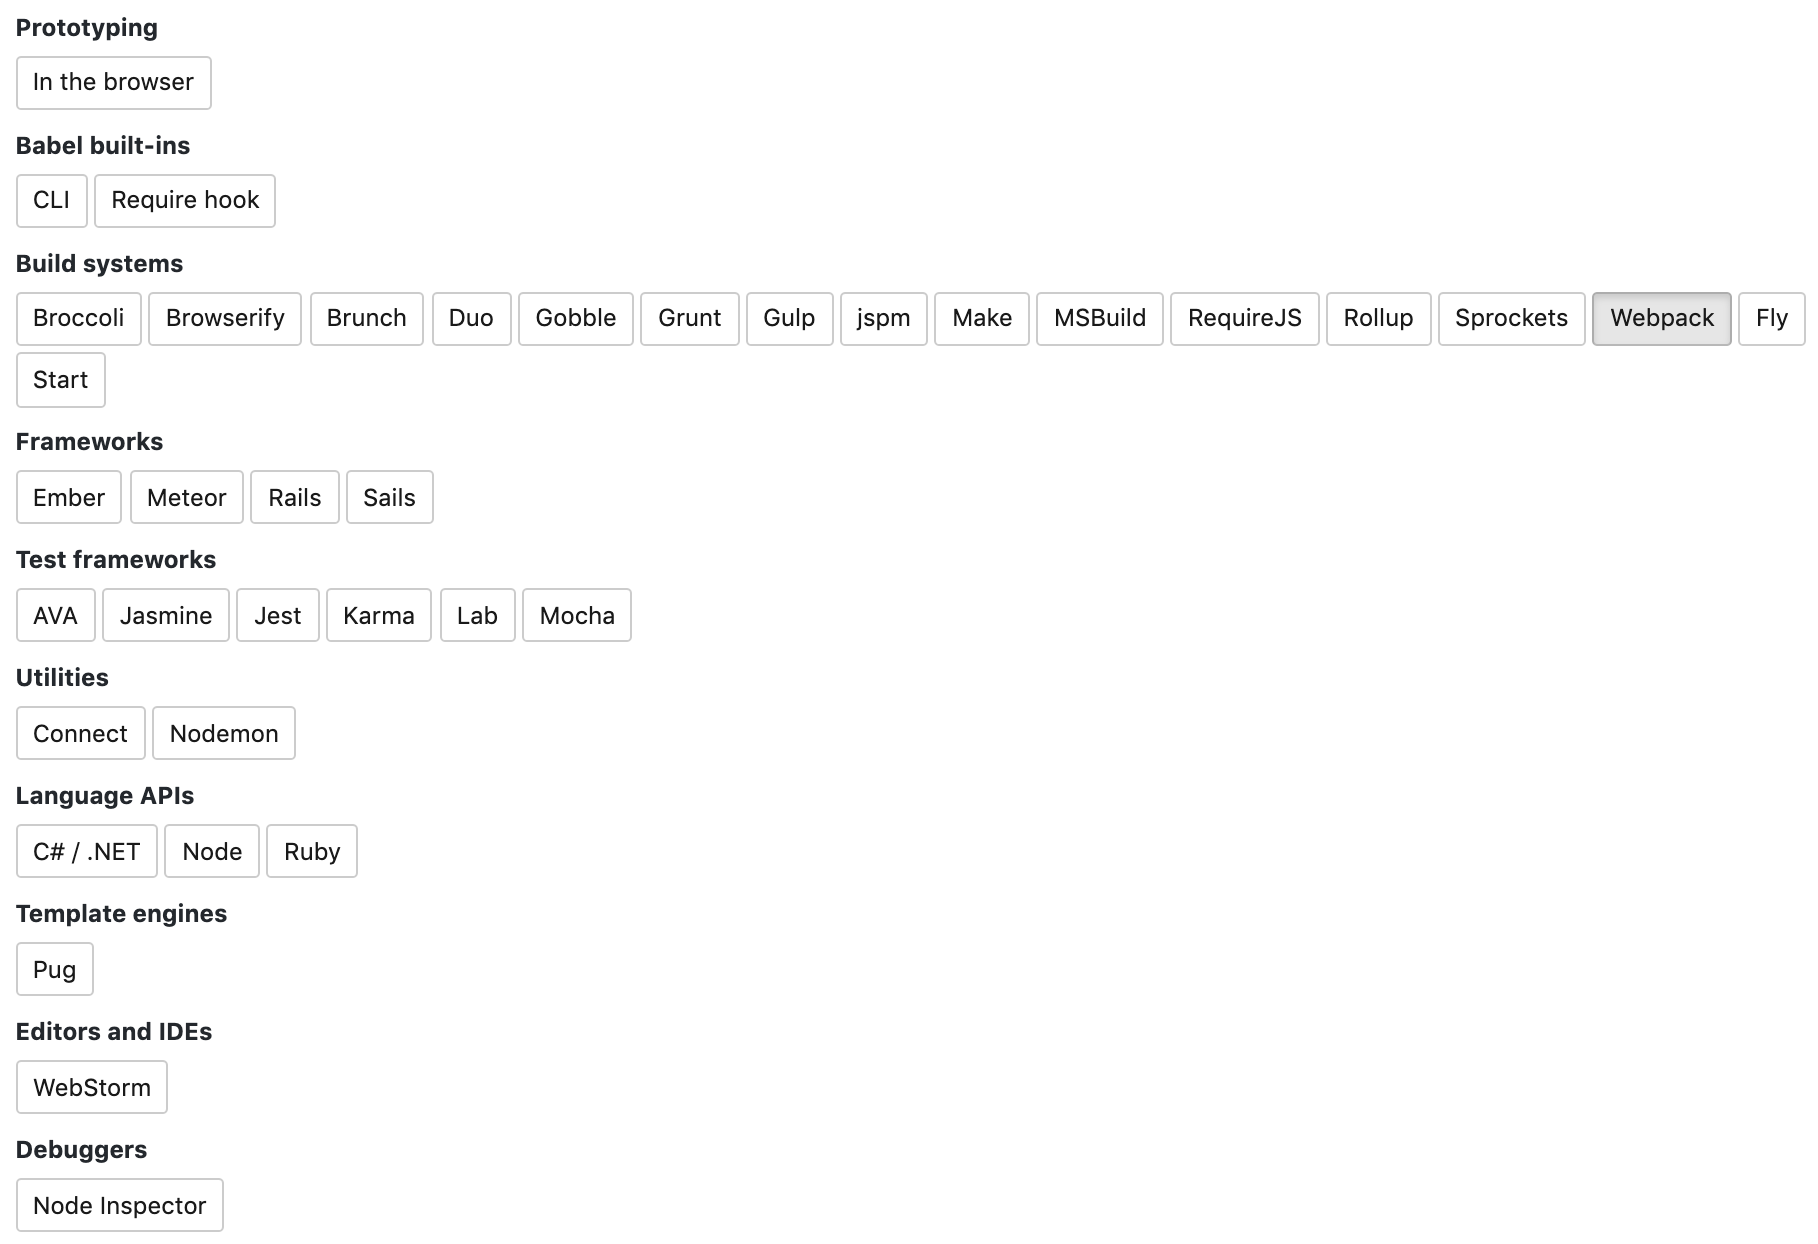 Prototyping
In the browser
Babel built-ins
CLI Require hook
Build systems
Broccoli Browserify Brunch Duo Gobble Grunt Gulp jspm Make MSBuild RequireJS Rollup Sprockets Webpack Fly
Start
Frameworks
Ember Meteor Rails Sails
Test frameworks
AVA Jasmine Jest Karma Lab Mocha
Utilities
Connect Nodemon
Language APIs
C# / .NET Node Ruby
Template engines
Pug
Editors and IDEs
WebStorm
Debuggers
Node Inspector